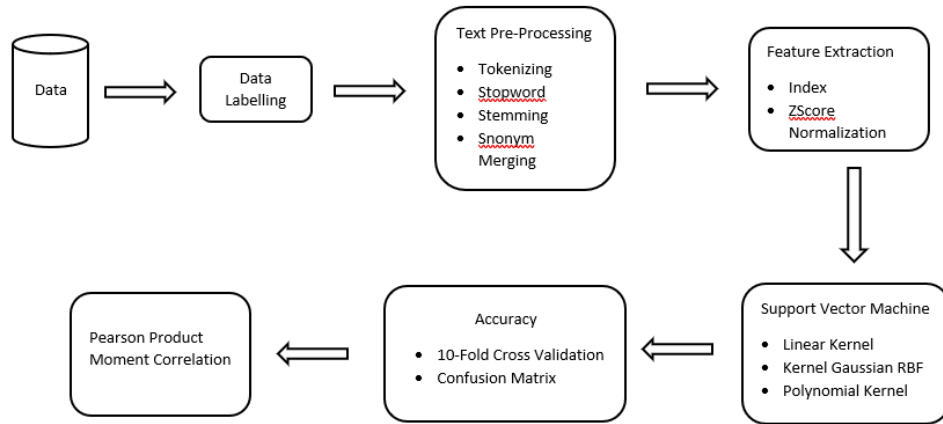 Data
Data
Labelling
Text Pre-Processing
• Tokenizing
• Stopword
• Stemming
• Snonym
Merging
Feature Extraction
• Index
• ZScore
Normalization
Support Vector Machine
• Linear Kernel
• Kernel Gaussian RBF
• Polynomial Kernel
Accuracy
• 10-Fold Cross Validation
• Confusion Matrix
Pearson Product
Moment Correlation